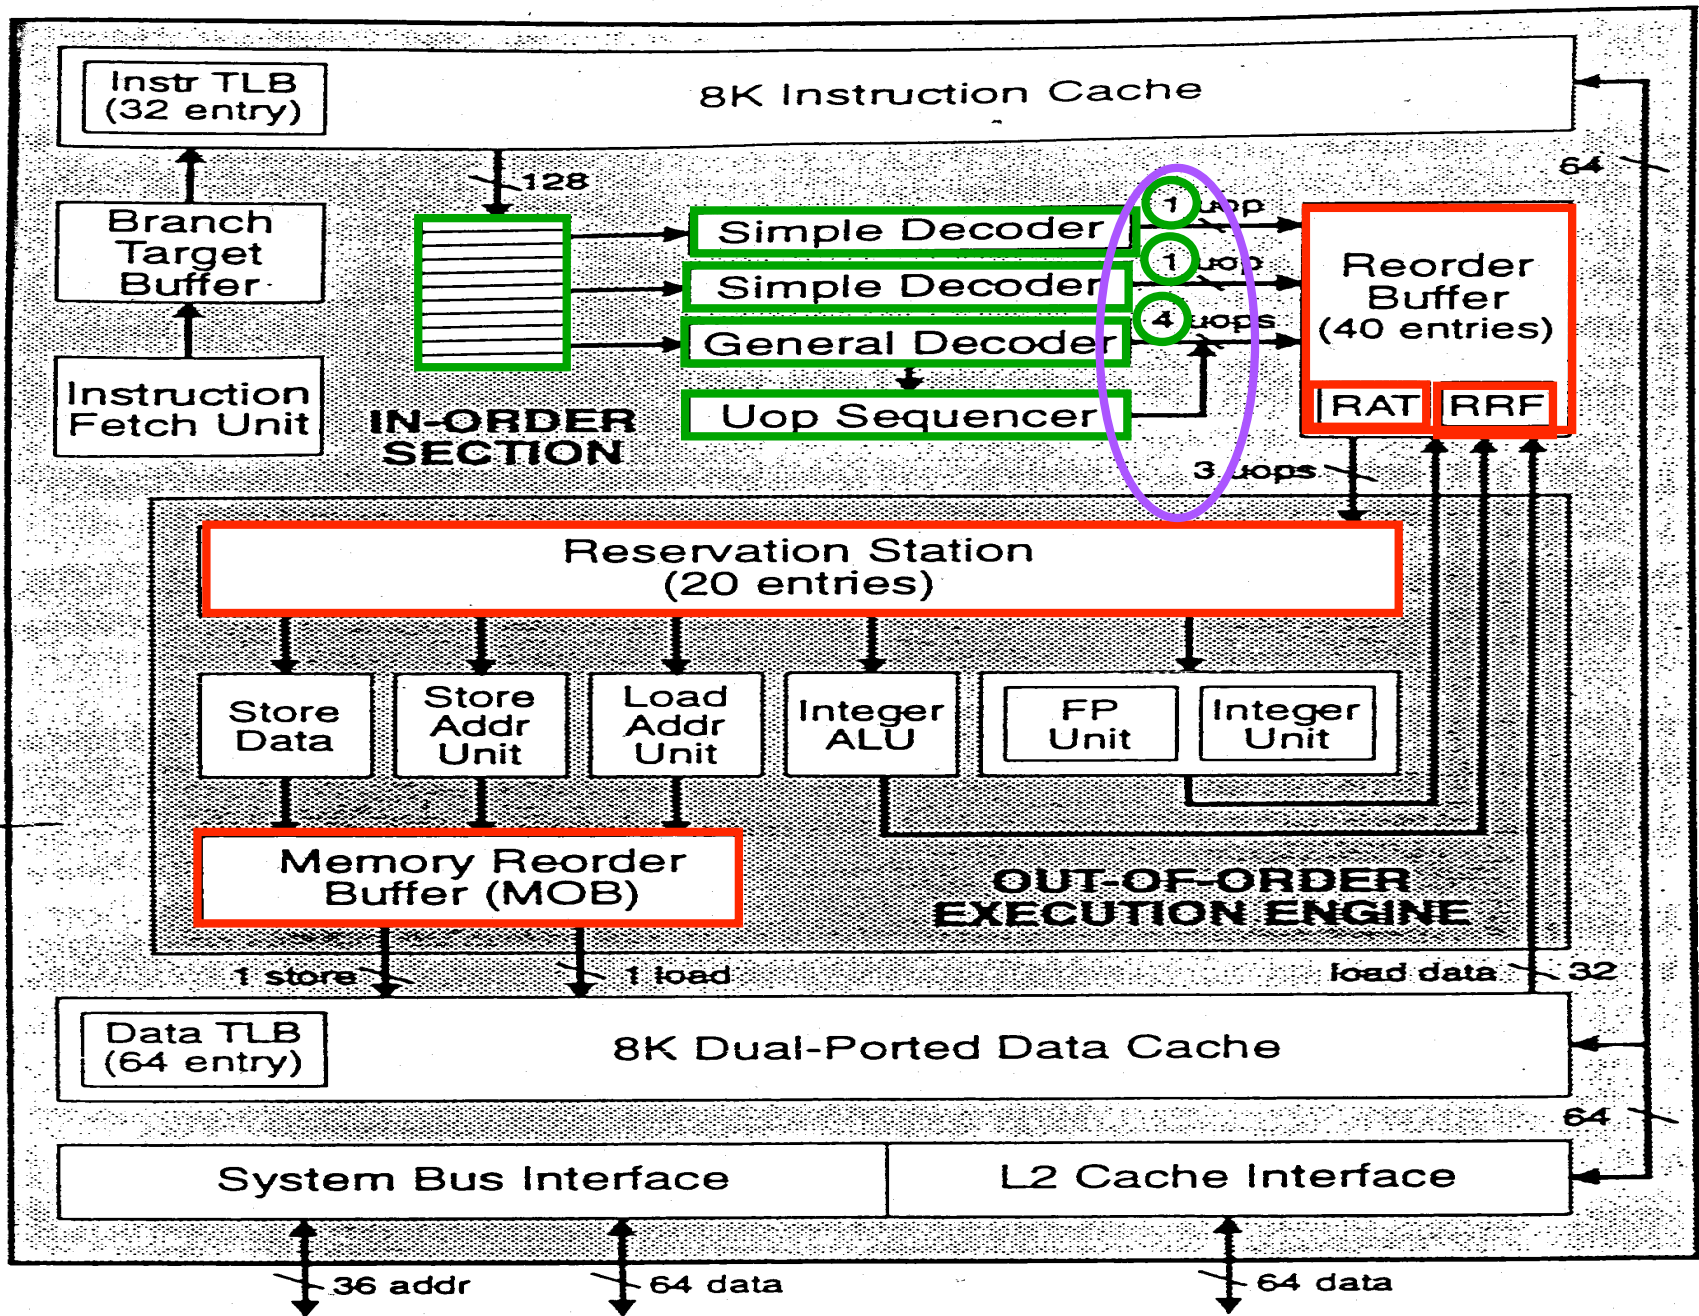 Instr TLB
(32 entry)
8K Instruction Cache
64
128
Branch
Target
Buffer
Simple Decoder
1 uop
Simple Decoder
1 uop
General Decoder
4 uops
Uop Sequencer
Reorder
Buffer
(40 entries)
RAT
RRF
Instruction
Fetch Unit
IN-ORDER
SECTION
3 uops
Reservation Station
(20 entries)
Store
Data
Store
Addr
Unit
Load
Addr
Unit
Integer
ALU
FP
Unit
Integer
Unit
Memory Reorder
Buffer (MOB)
OUT-OF-ORDER
EXECUTION ENGINE
1 store
1 load
load data
32
Data TLB
(64 entry)
8K Dual-Ported Data Cache
64
System Bus Interface
L2 Cache Interface
36 addr
64 data
64 data